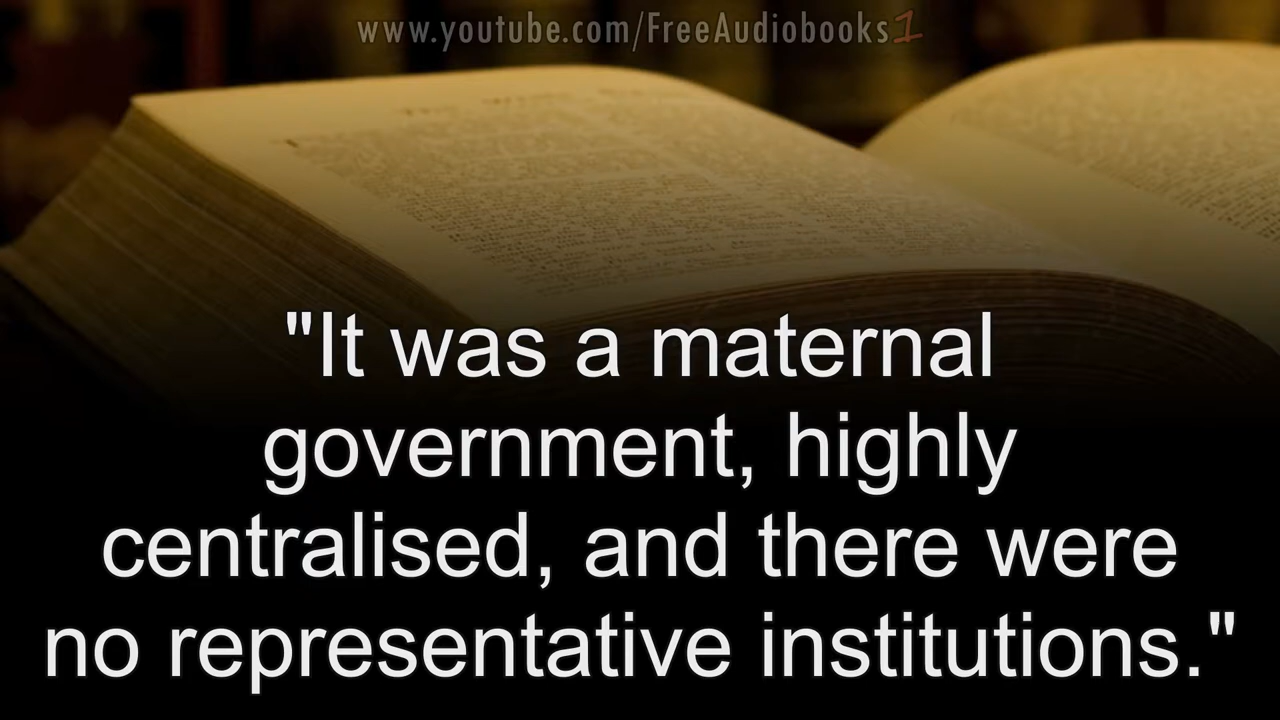 www.youtube.com/FreeAudiobooks1
"It was a maternal
government, highly
centralised, and there were
no representative institutions."